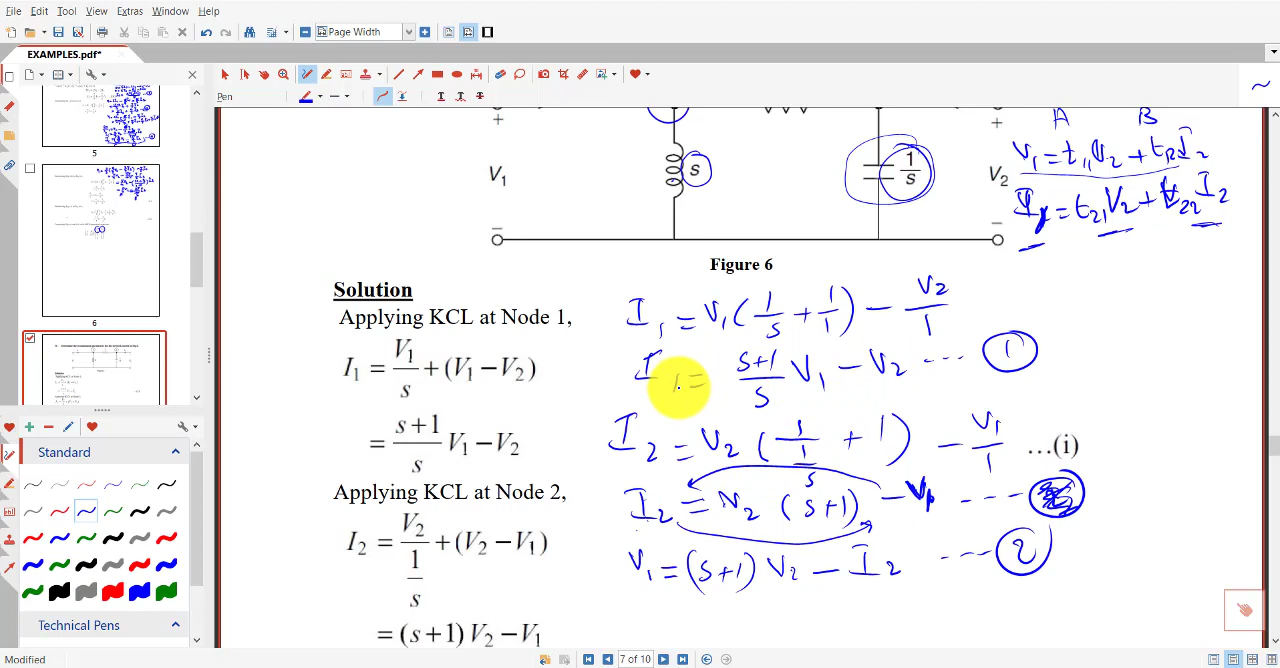 File Edit View Extras Window Help
Page Width
EXAMPLES.pdf*
Pen
5
6
Standard
Technical Pens
Modified
7 of 10
+
V1
−
s
1/s
+
V2
−
A B
V1 = t11V2 + t12I2
I1 = t21V2 + t22I2
Figure 6
Solution
Applying KCL at Node 1,
I1 = V1/s + (V1 − V2)
= s+1/s V1 − V2
Applying KCL at Node 2,
I2 = V2/(1/s) + (V2 − V1)
= (s+1) V2 − V1
...(i)
I1 = V1 (1/s + 1/1) − V2/1
I1 = s+1/s V1 − V2 --- 1
I2 = V2 (1/(1/s) + 1) − V1/1
I2 = V2 (s+1) − V1 ---
V1 = (s+1) V2 − I2 --- 2